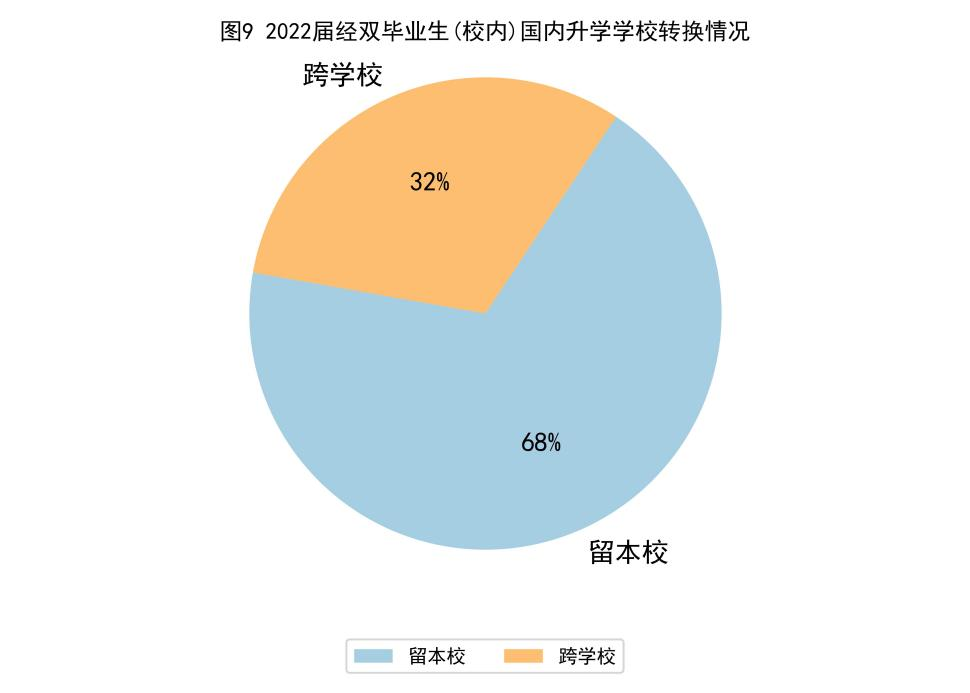 图9 2022届经双毕业生(校内)国内升学学校转换情况
跨学校
32%
68%
留本校
留本校 跨学校